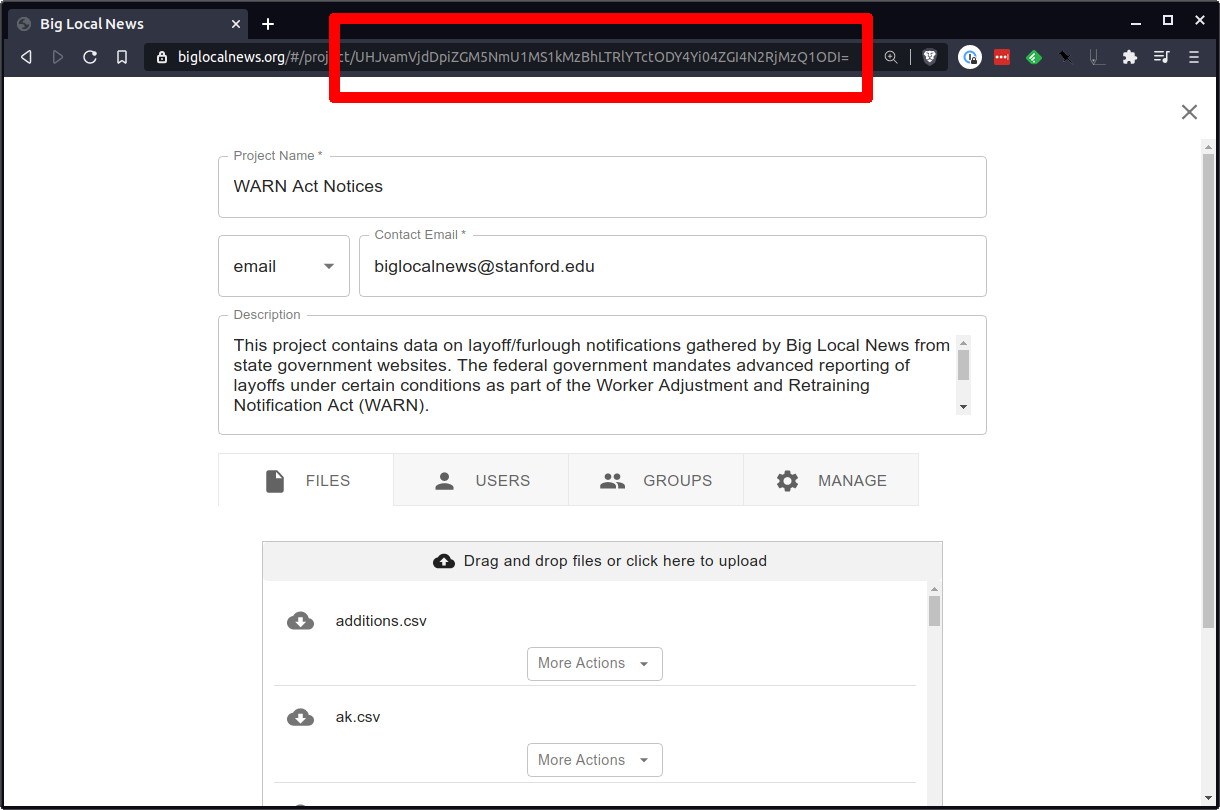 Big Local News
biglocalnews.org/#/project/UHJvamVjdDpiZGM5NmU1MS1kMzBhLTRlYTctODY4Yi04ZGI4N2RjMzQ1ODI=
Project Name *
WARN Act Notices
email
Contact Email *
biglocalnews@stanford.edu
Description
This project contains data on layoff/furlough notifications gathered by Big Local News from
state government websites. The federal government mandates advanced reporting of
layoffs under certain conditions as part of the Worker Adjustment and Retraining
Notification Act (WARN).
FILES USERS GROUPS MANAGE
Drag and drop files or click here to upload
additions.csv
More Actions
ak.csv
More Actions